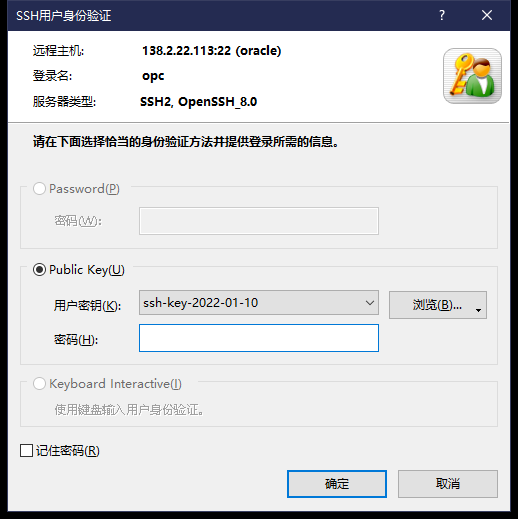 SSH用户身份验证
远程主机: 138.2.22.113:22 (oracle)
登录名: opc
服务器类型: SSH2, OpenSSH_8.0
请在下面选择恰当的身份验证方法并提供登录所需的信息。
Password(P)
密码(W):
Public Key(U)
用户密钥(K): ssh-key-2022-01-10 浏览(B)...
密码(H):
Keyboard Interactive(I)
使用键盘输入用户身份验证。
记住密码(R)
确定 取消